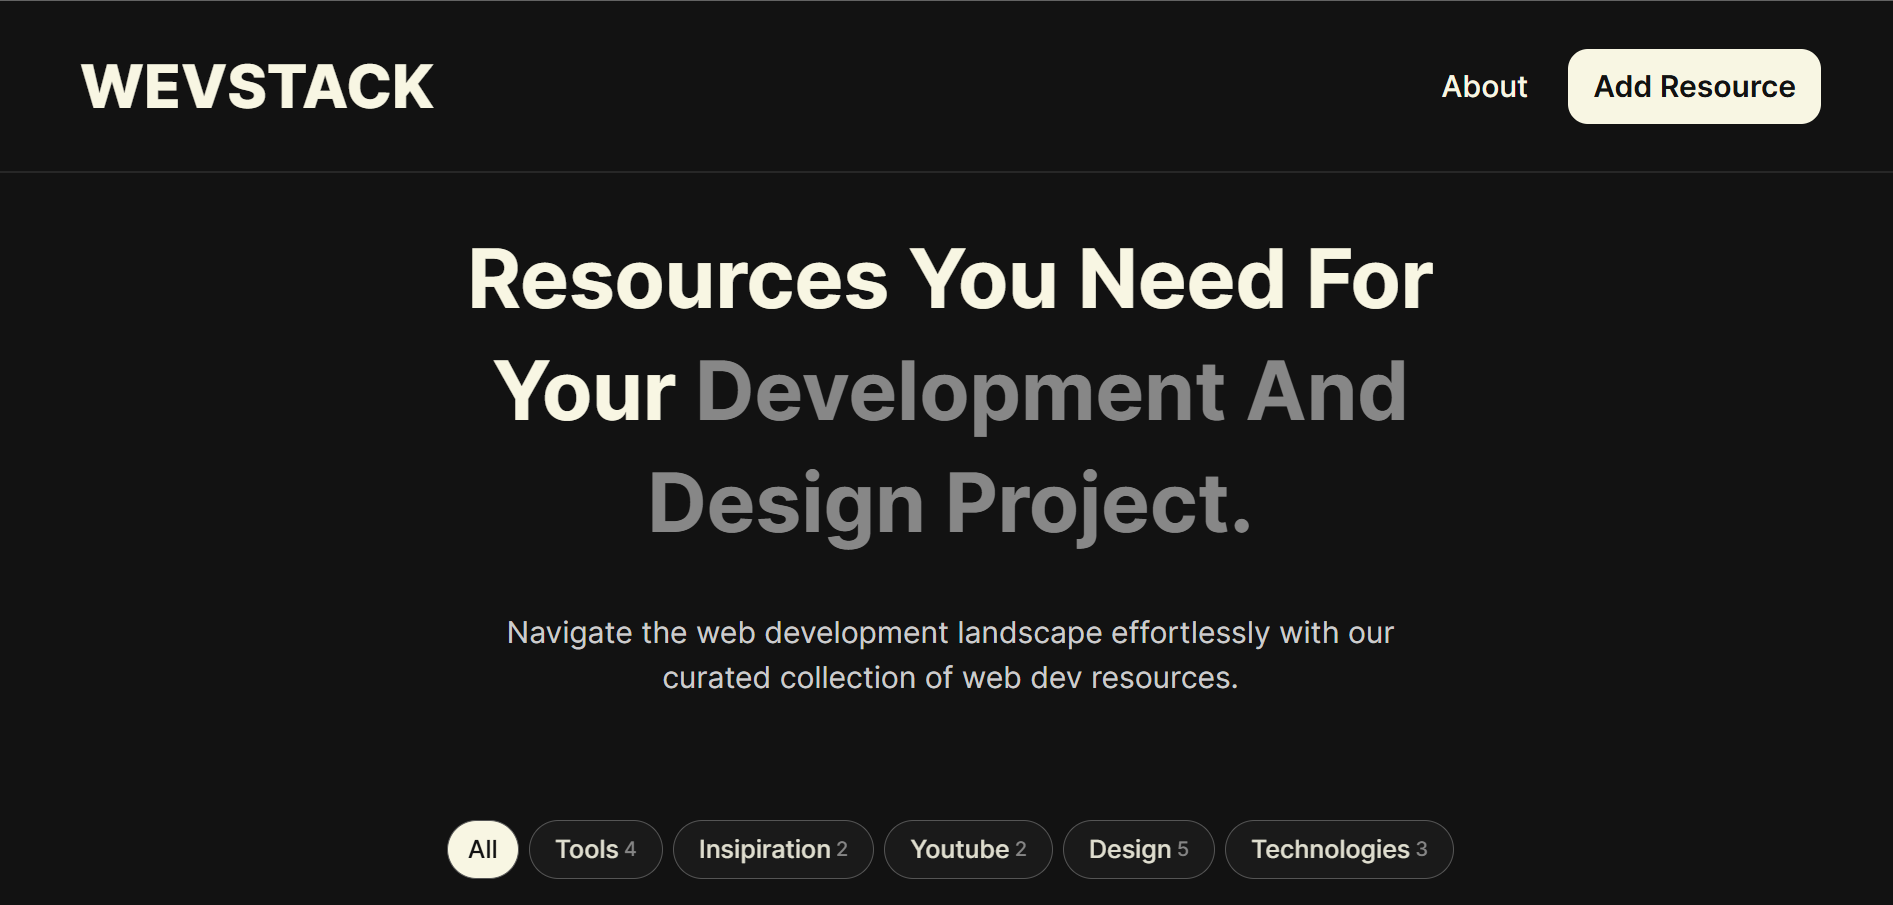 WEVSTACK
About
Add Resource
Resources You Need For
Your Development And
Design Project.
Navigate the web development landscape effortlessly with our
curated collection of web dev resources.
All
Tools 4
Insipiration 2
Youtube 2
Design 5
Technologies 3